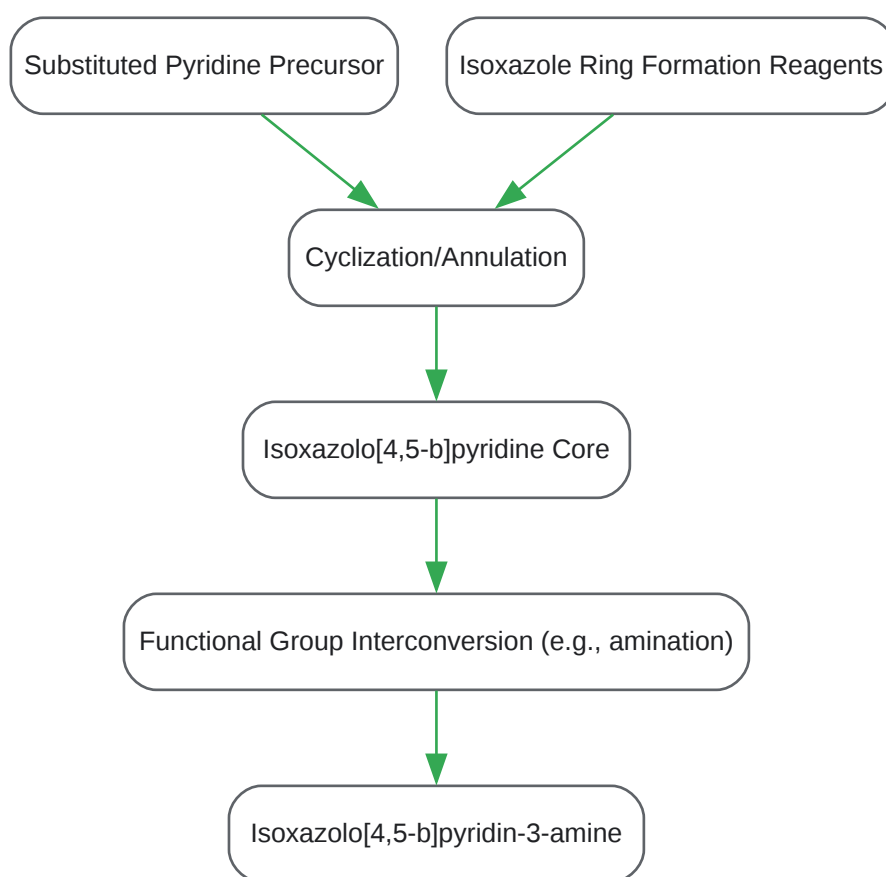 Substituted Pyridine Precursor
Isoxazole Ring Formation Reagents
Cyclization/Annulation
Isoxazolo[4,5-b]pyridine Core
Functional Group Interconversion (e.g., amination)
Isoxazolo[4,5-b]pyridin-3-amine